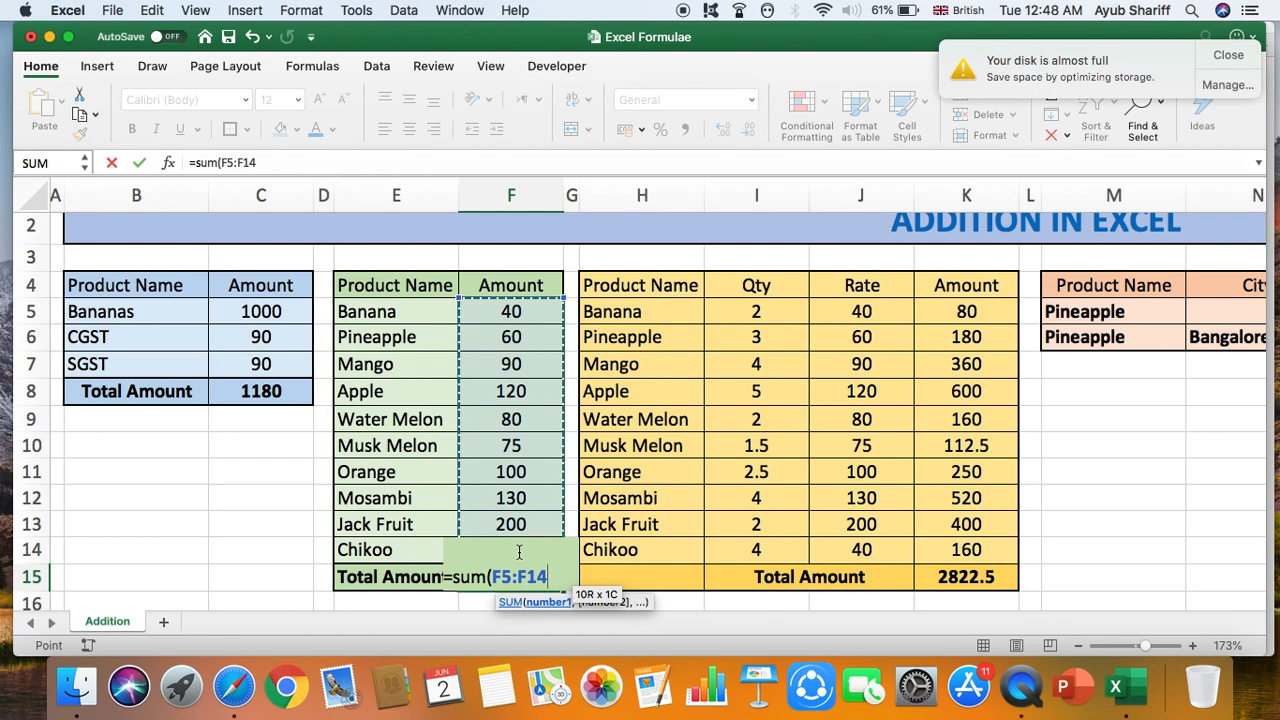 Excel File Edit View Insert Format Tools Data Window Help 61% British Tue 12:48 AM Ayub Shariff
AutoSave OFF Excel Formulae
Your disk is almost full
Save space by optimizing storage.
Close
Manage...
Home Insert Draw Page Layout Formulas Data Review View Developer
Paste
Calibri (Body) 12
General
Conditional Formatting
Format as Table
Cell Styles
Delete
Format
Sort & Filter
Find & Select
Ideas
SUM fx =sum(F5:F14
A B C D E F G H I J K L M N
2 ADDITION IN EXCEL
3
4 Product Name Amount Product Name Amount Product Name Qty Rate Amount Product Name Cit
5 Bananas 1000 Banana 40 Banana 2 40 80 Pineapple
6 CGST 90 Pineapple 60 Pineapple 3 60 180 Pineapple Bangalore
7 SGST 90 Mango 90 Mango 4 90 360
8 Total Amount 1180 Apple 120 Apple 5 120 600
9 Water Melon 80 Water Melon 2 80 160
10 Musk Melon 75 Musk Melon 1.5 75 112.5
11 Orange 100 Orange 2.5 100 250
12 Mosambi 130 Mosambi 4 130 520
13 Jack Fruit 200 Jack Fruit 2 200 400
14 Chikoo Chikoo 4 40 160
15 Total Amoun =sum(F5:F14 Total Amount 2822.5
10R x 1C
SUM(number1, [number2], ...)
16
Addition
Point 173%
JUN
2
11